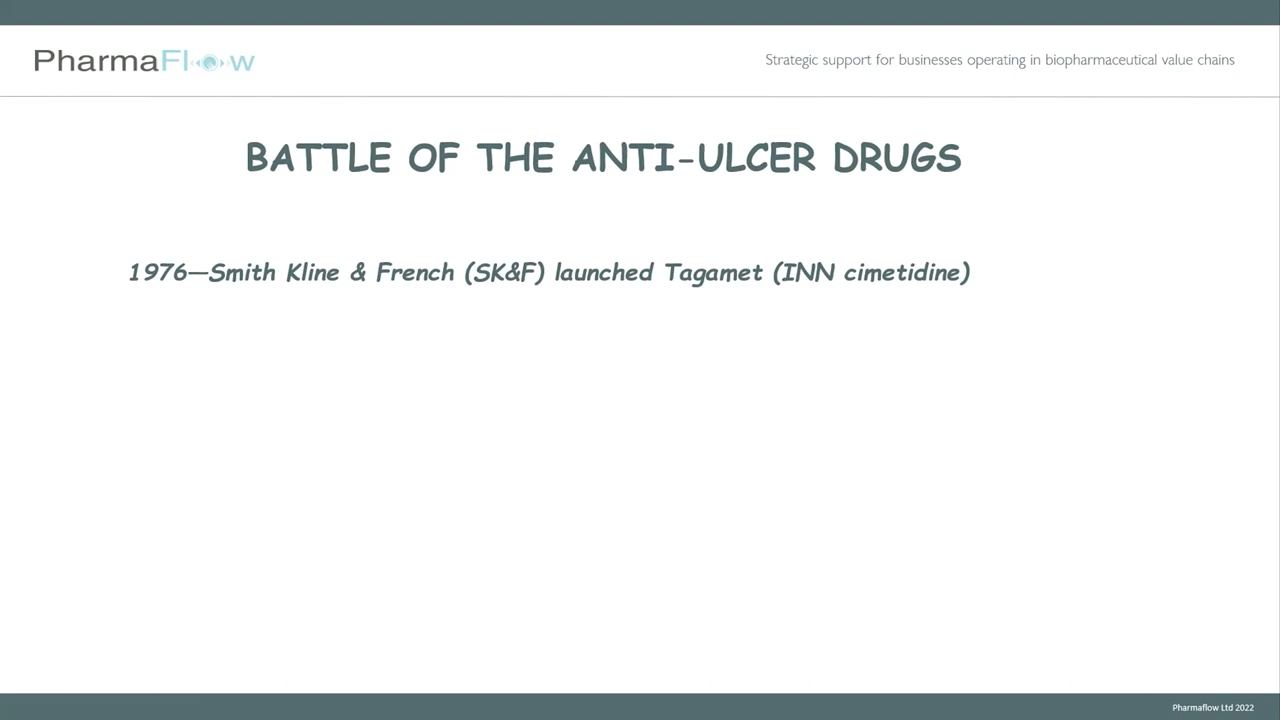 PharmaFlow
Strategic support for businesses operating in biopharmaceutical value chains
BATTLE OF THE ANTI-ULCER DRUGS
1976—Smith Kline & French (SK&F) launched Tagamet (INN cimetidine)
Pharmaflow Ltd 2022